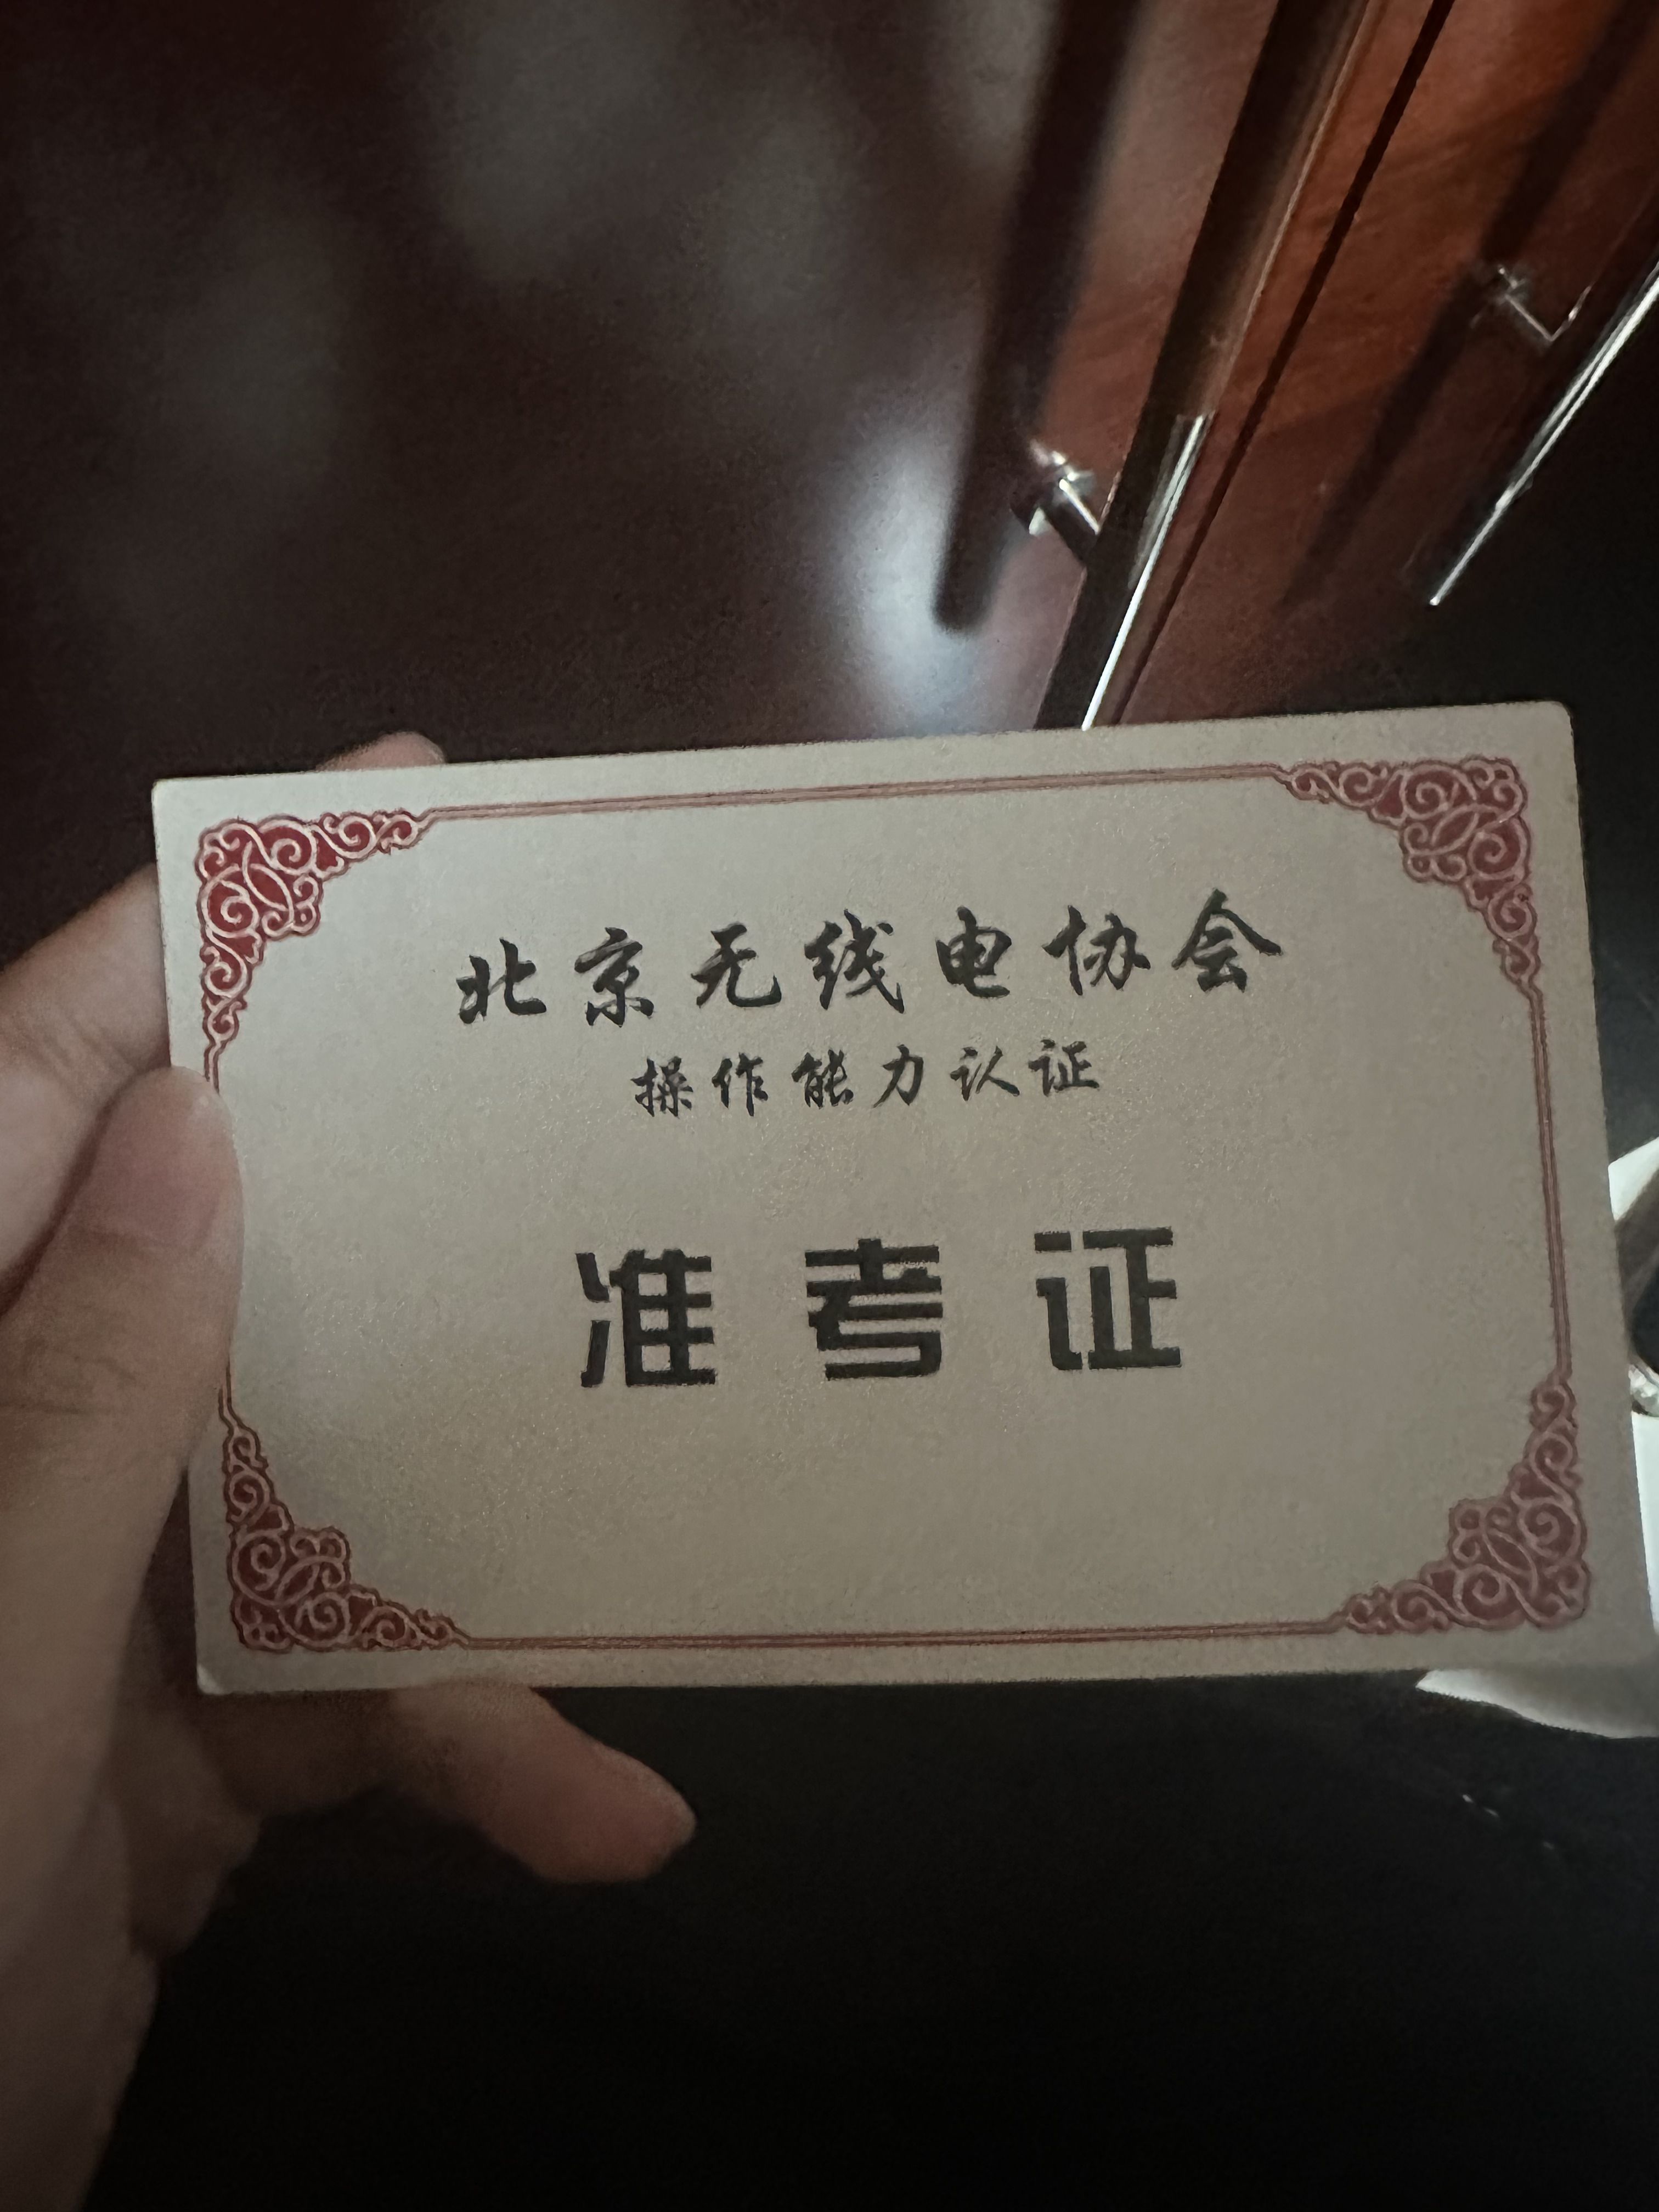 北京无线电协会
操作能力认证
准考证